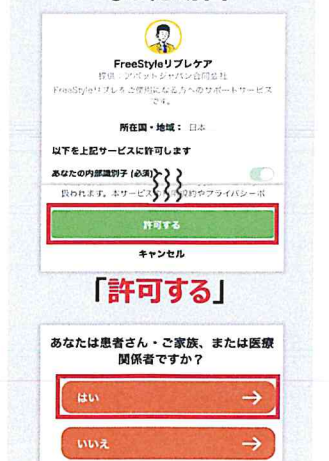 FreeStyleリブレケア
提供：アボットジャパン合同会社
FreeStyleリブレをご使用になる方へのサポートサービス
です。
所在国・地域： 日本
以下を上記サービスに許可します
あなたの内部識別子 (必須)
扱われます。本サービス 規約やプライバシーポ
許可する
キャンセル
「許可する」
あなたは患者さん・ご家族、または医療
関係者ですか？
はい →
いいえ →